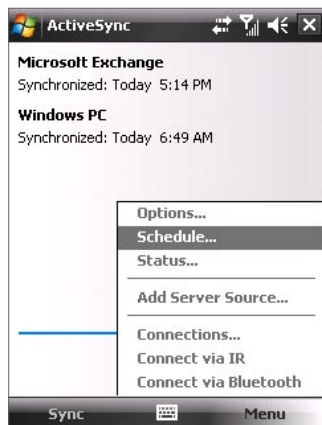 ActiveSync
Microsoft Exchange
Synchronized: Today 5:14 PM
Windows PC
Synchronized: Today 6:49 AM
Options...
Schedule...
Status...
Add Server Source...
Connections...
Connect via IR
Connect via Bluetooth
Sync
Menu